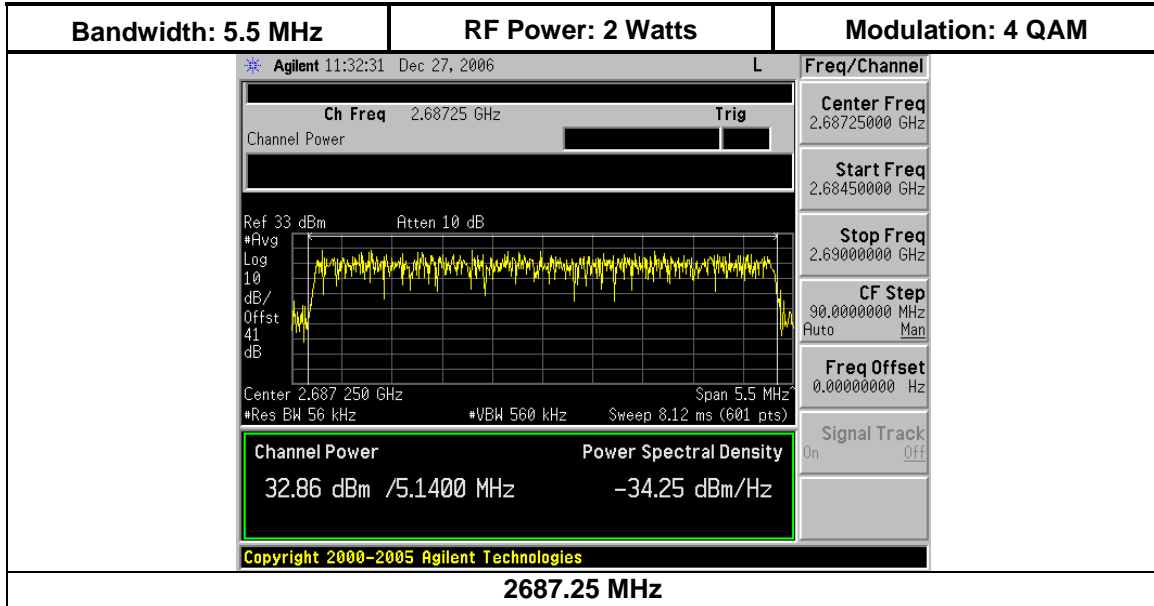 Bandwidth: 5.5 MHz RF Power: 2 Watts Modulation: 4 QAM
Agilent 11:32:31 Dec 27, 2006 L Freq/Channel
Ch Freq 2.68725 GHz Trig
Channel Power
Center Freq
2.68725000 GHz
Start Freq
2.68450000 GHz
Stop Freq
2.69000000 GHz
CF Step
90.0000000 MHz
Auto Man
Freq Offset
0.00000000 Hz
Signal Track
On Off
Ref 33 dBm Atten 10 dB
#Avg
Log
10
dB/
Offst
41
dB
Center 2.687 250 GHz Span 5.5 MHz^
#Res BW 56 kHz #VBW 560 kHz Sweep 8.12 ms (601 pts)
Channel Power Power Spectral Density
32.86 dBm /5.1400 MHz -34.25 dBm/Hz
Copyright 2000-2005 Agilent Technologies
2687.25 MHz